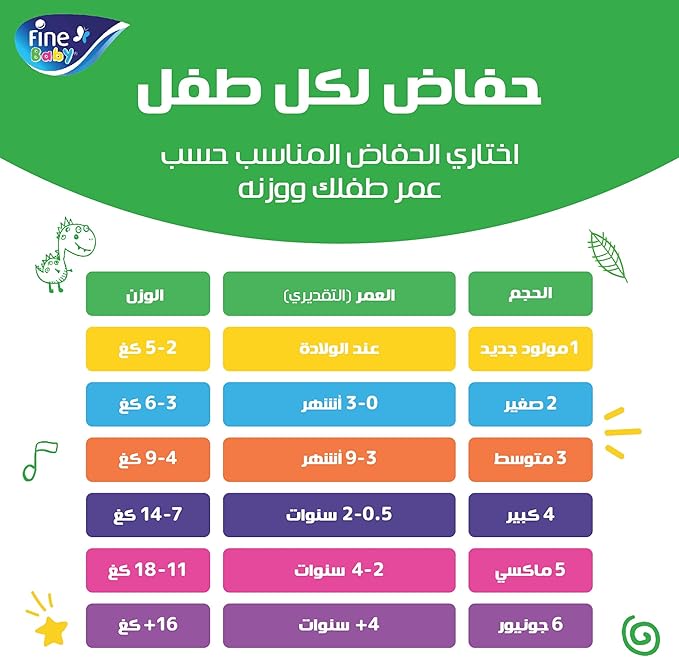 Fine
Baby
حفاض لكل طفل
اختاري الحفاض المناسب حسب
عمر طفلك ووزنه
الحجم العمر (التقديري) الوزن
1 مولود جديد عند الولادة 2-5 كغ
2 صغير 0-3 أشهر 3-6 كغ
3 متوسط 3-9 أشهر 4-9 كغ
4 كبير 0.5-2 سنوات 7-14 كغ
5 ماكسي 2-4 سنوات 11-18 كغ
6 جونيور 4+ سنوات 16+ كغ